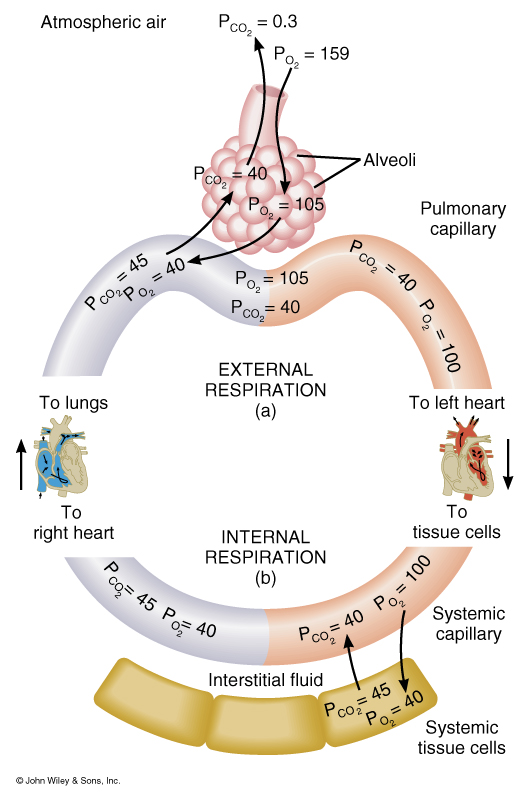 Atmospheric air
PCO2 = 0.3
PO2 = 159
Alveoli
PCO2 = 40
PO2 = 105
Pulmonary
capillary
PCO2 = 45
PO2 = 40
PO2 = 105
PCO2 = 40
PCO2 = 40
PO2 = 100
EXTERNAL
RESPIRATION
(a)
To lungs
To left heart
To
right heart
To
tissue cells
INTERNAL
RESPIRATION
(b)
PCO2 = 45
PO2 = 40
PCO2 = 40
PO2 = 100
Systemic
capillary
Interstitial fluid
PCO2 = 45
PO2 = 40
Systemic
tissue cells
© John Wiley & Sons, Inc.